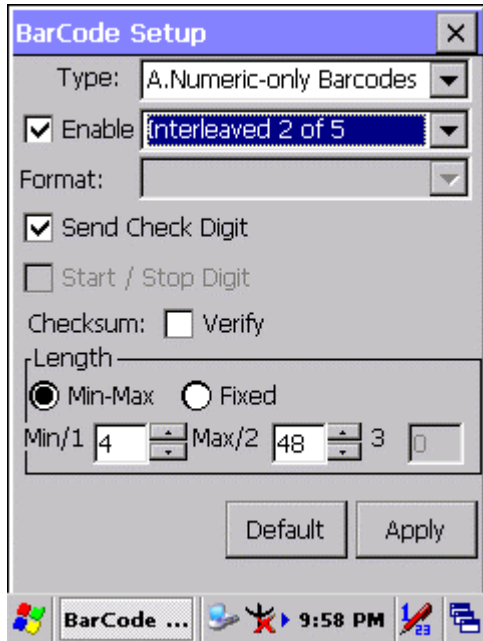 BarCode Setup
Type: A.Numeric-only Barcodes
Enable Interleaved 2 of 5
Format:
Send Check Digit
Start / Stop Digit
Checksum: Verify
Length
Min-Max Fixed
Min/1 4 Max/2 48 3 0
Default Apply
BarCode ... 9:58 PM 123